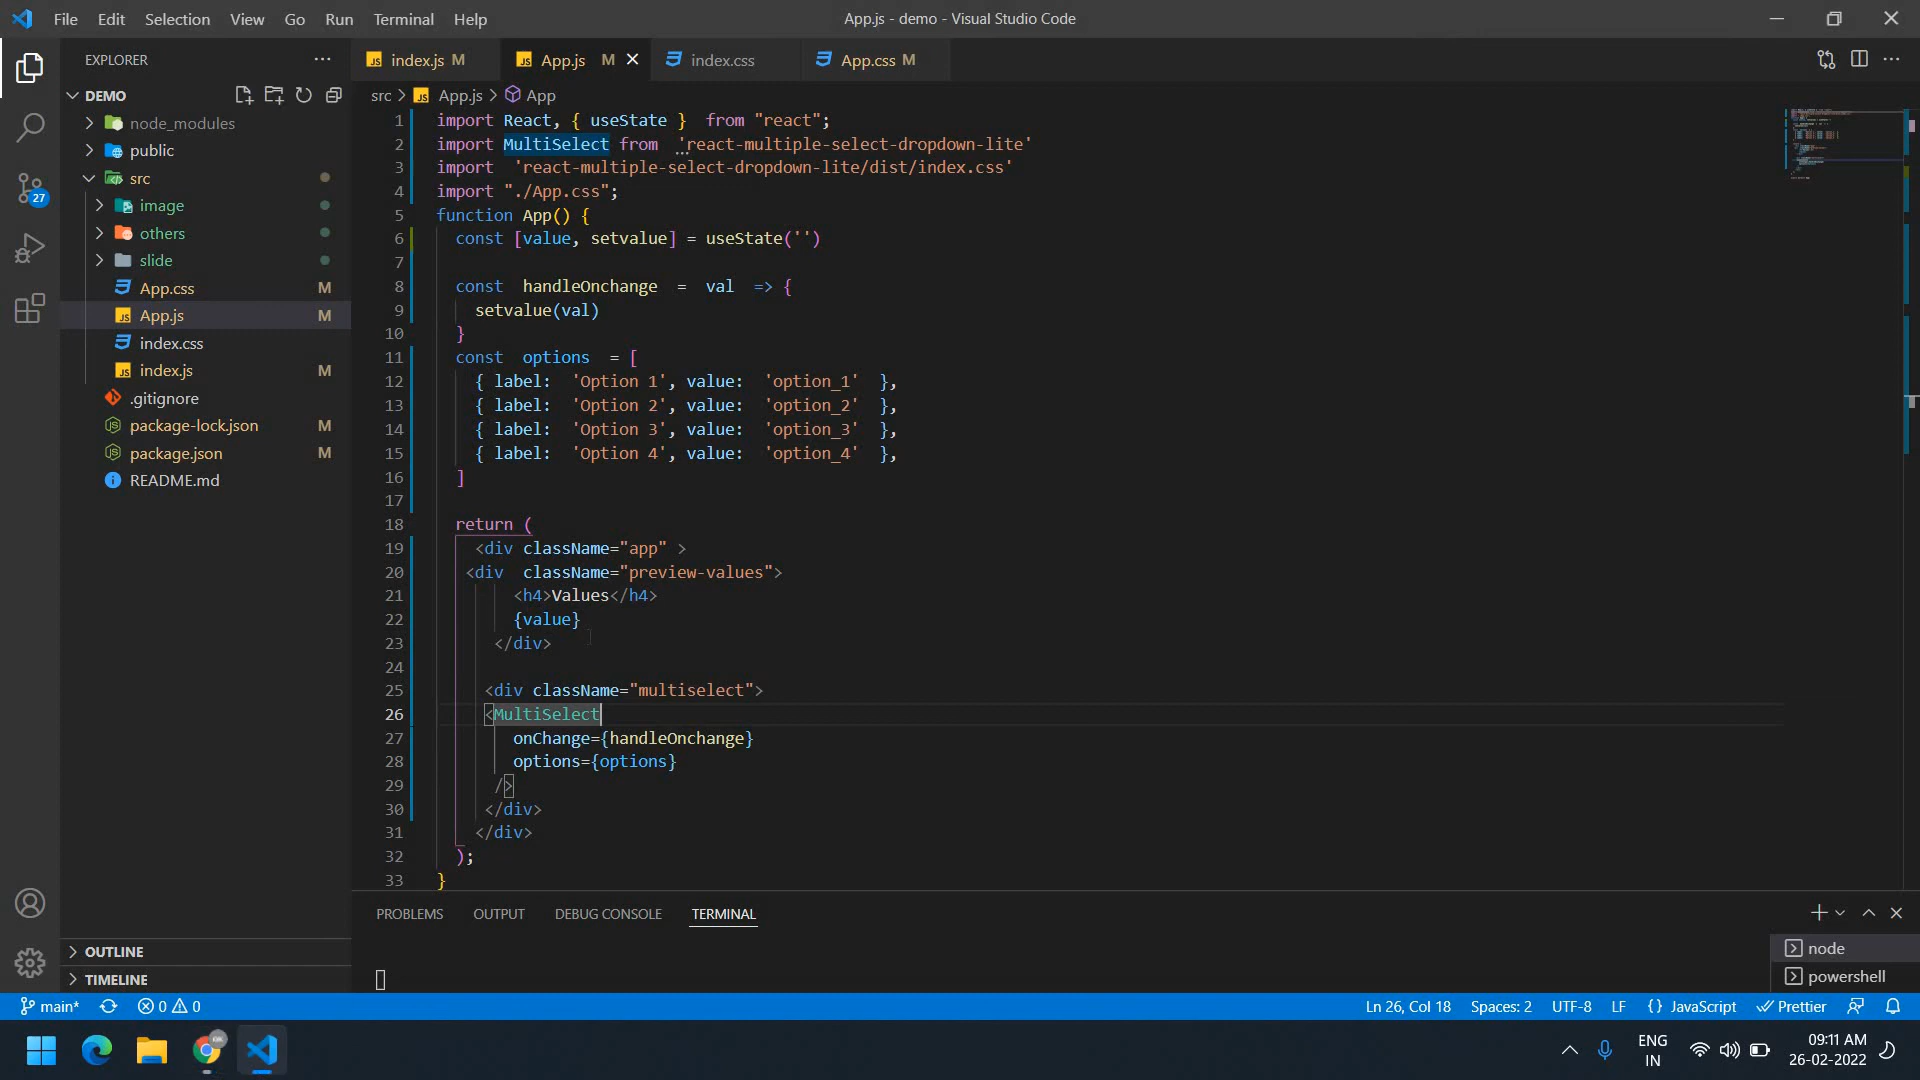 File Edit Selection View Go Run Terminal Help
App.js - demo - Visual Studio Code
EXPLORER
index.js M
App.js M
index.css
App.css M
DEMO
src > App.js > App
node_modules
public
src
image
others
slide
App.css M
App.js M
index.css
index.js M
.gitignore
package-lock.json M
package.json M
README.md
OUTLINE
TIMELINE
27
1 import React, { useState }  from "react";
2 import MultiSelect from  'react-multiple-select-dropdown-lite'
3 import  'react-multiple-select-dropdown-lite/dist/index.css'
4 import "./App.css";
5 function App() {
6 const [value, setvalue] = useState('')
7
8 const  handleOnchange  =  val  => {
9 setvalue(val)
10 }
11 const  options  = [
12 { label:  'Option 1', value:  'option_1'  },
13 { label:  'Option 2', value:  'option_2'  },
14 { label:  'Option 3', value:  'option_3'  },
15 { label:  'Option 4', value:  'option_4'  },
16 ]
17
18 return (
19 <div className="app" >
20 <div  className="preview-values">
21 <h4>Values</h4>
22 {value}
23 </div>
24
25 <div className="multiselect">
26 <MultiSelect
27 onChange={handleOnchange}
28 options={options}
29 />
30 </div>
31 </div>
32 );
33 }
PROBLEMS OUTPUT DEBUG CONSOLE TERMINAL
node
powershell
main* 0 0
Ln 26, Col 18 Spaces: 2 UTF-8 LF {} JavaScript Prettier
ENG
IN
09:11 AM
26-02-2022